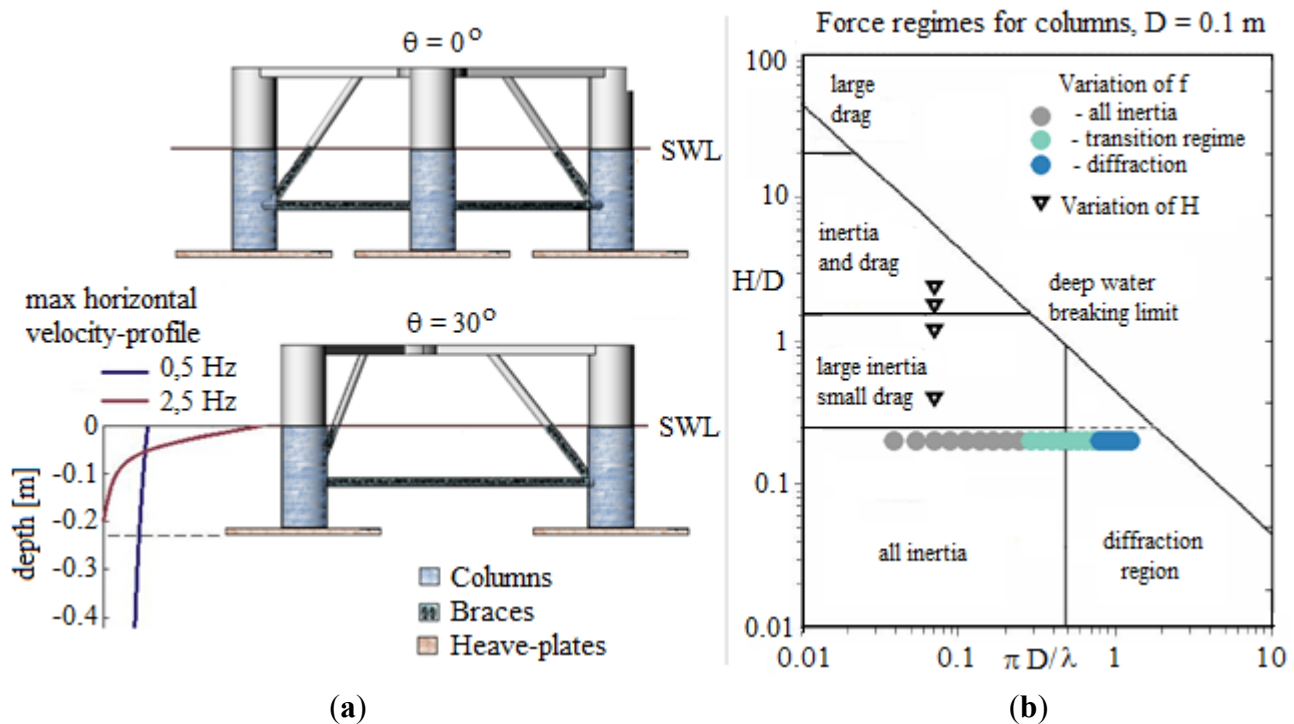 θ = 0°
SWL
max horizontal
velocity-profile
0,5 Hz
2,5 Hz
θ = 30°
SWL
depth [m]
0
-0.1
-0.2
-0.3
-0.4
Columns
Braces
Heave-plates
(a)
Force regimes for columns, D = 0.1 m
100
10
H/D
1
0.1
0.01
large
drag
Variation of f
- all inertia
- transition regime
- diffraction
Variation of H
inertia
and drag
deep water
breaking limit
large inertia
small drag
all inertia
diffraction
region
0.01
0.1
π D/λ
1
10
(b)